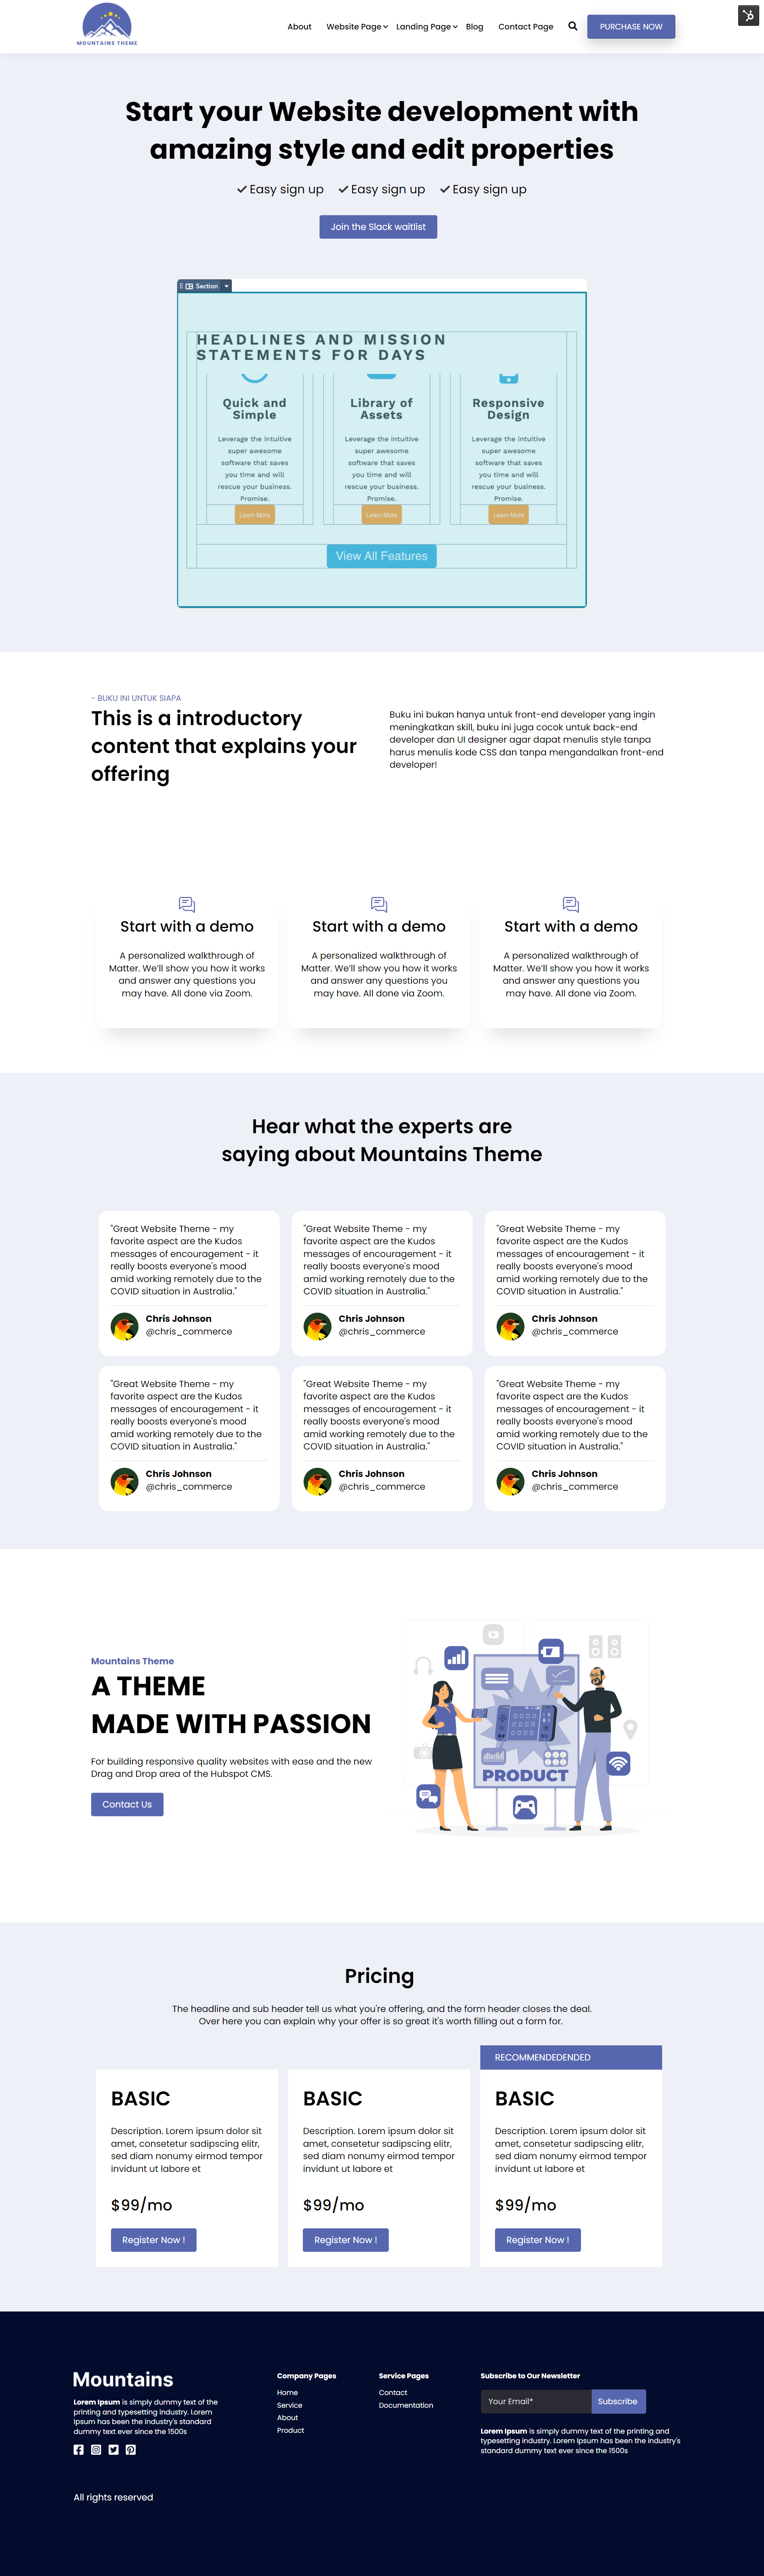 MOUNTAINS THEME
About Website Page Landing Page Blog Contact Page PURCHASE NOW
Start your Website development with
amazing style and edit properties
Easy sign up Easy sign up Easy sign up
Join the Slack waitlist
Section
HEADLINES AND MISSION
STATEMENTS FOR DAYS
Quick and
Simple
Leverage the intuitive
super awesome
software that saves
you time and will
rescue your business.
Promise.
Learn More
Library of
Assets
Leverage the intuitive
super awesome
software that saves
you time and will
rescue your business.
Promise.
Learn More
Responsive
Design
Leverage the intuitive
super awesome
software that saves
you time and will
rescue your business.
Promise.
Learn More
View All Features
- BUKU INI UNTUK SIAPA
This is a introductory
content that explains your
offering
Buku ini bukan hanya untuk front-end developer yang ingin
meningkatkan skill, buku ini juga cocok untuk back-end
developer dan UI designer agar dapat menulis style tanpa
harus menulis kode CSS dan tanpa mengandalkan front-end
developer!
Start with a demo
A personalized walkthrough of
Matter. We'll show you how it works
and answer any questions you
may have. All done via Zoom.
Start with a demo
A personalized walkthrough of
Matter. We'll show you how it works
and answer any questions you
may have. All done via Zoom.
Start with a demo
A personalized walkthrough of
Matter. We'll show you how it works
and answer any questions you
may have. All done via Zoom.
Hear what the experts are
saying about Mountains Theme
"Great Website Theme - my
favorite aspect are the Kudos
messages of encouragement - it
really boosts everyone's mood
amid working remotely due to the
COVID situation in Australia."
Chris Johnson
@chris_commerce
"Great Website Theme - my
favorite aspect are the Kudos
messages of encouragement - it
really boosts everyone's mood
amid working remotely due to the
COVID situation in Australia."
Chris Johnson
@chris_commerce
"Great Website Theme - my
favorite aspect are the Kudos
messages of encouragement - it
really boosts everyone's mood
amid working remotely due to the
COVID situation in Australia."
Chris Johnson
@chris_commerce
"Great Website Theme - my
favorite aspect are the Kudos
messages of encouragement - it
really boosts everyone's mood
amid working remotely due to the
COVID situation in Australia."
Chris Johnson
@chris_commerce
"Great Website Theme - my
favorite aspect are the Kudos
messages of encouragement - it
really boosts everyone's mood
amid working remotely due to the
COVID situation in Australia."
Chris Johnson
@chris_commerce
"Great Website Theme - my
favorite aspect are the Kudos
messages of encouragement - it
really boosts everyone's mood
amid working remotely due to the
COVID situation in Australia."
Chris Johnson
@chris_commerce
Mountains Theme
A THEME
MADE WITH PASSION
For building responsive quality websites with ease and the new
Drag and Drop area of the Hubspot CMS.
Contact Us
PRODUCT
Pricing
The headline and sub header tell us what you're offering, and the form header closes the deal.
Over here you can explain why your offer is so great it's worth filling out a form for.
BASIC
Description. Lorem ipsum dolor sit
amet, consetetur sadipscing elitr,
sed diam nonumy eirmod tempor
invidunt ut labore et
$99/mo
Register Now !
BASIC
Description. Lorem ipsum dolor sit
amet, consetetur sadipscing elitr,
sed diam nonumy eirmod tempor
invidunt ut labore et
$99/mo
Register Now !
RECOMMENDEDENDED
BASIC
Description. Lorem ipsum dolor sit
amet, consetetur sadipscing elitr,
sed diam nonumy eirmod tempor
invidunt ut labore et
$99/mo
Register Now !
Mountains
Lorem Ipsum is simply dummy text of the
printing and typesetting industry. Lorem
Ipsum has been the industry's standard
dummy text ever since the 1500s
Company Pages
Home
Service
About
Product
Service Pages
Contact
Documentation
Subscribe to Our Newsletter
Your Email* Subscribe
Lorem Ipsum is simply dummy text of the printing and
typesetting industry. Lorem Ipsum has been the industry's
standard dummy text ever since the 1500s
All rights reserved